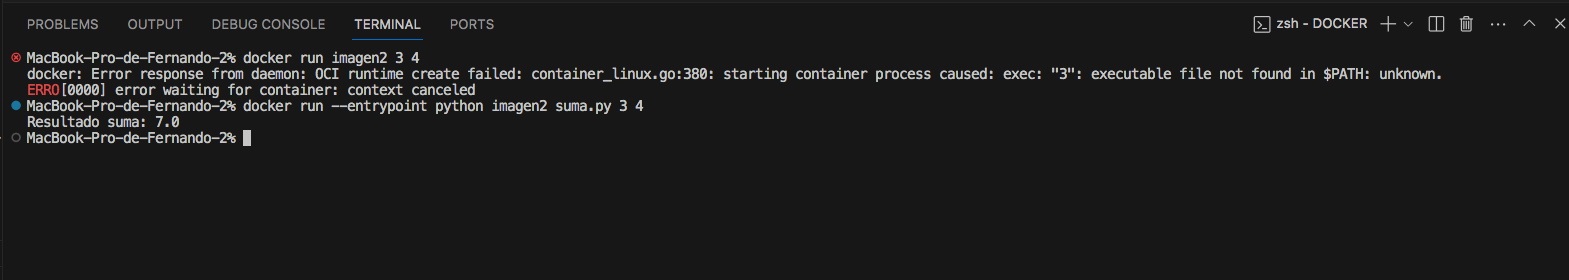 PROBLEMS OUTPUT DEBUG CONSOLE TERMINAL PORTS zsh - DOCKER
MacBook-Pro-de-Fernando-2% docker run imagen2 3 4
docker: Error response from daemon: OCI runtime create failed: container_linux.go:380: starting container process caused: exec: "3": executable file not found in $PATH: unknown.
ERRO[0000] error waiting for container: context canceled
MacBook-Pro-de-Fernando-2% docker run --entrypoint python imagen2 suma.py 3 4
Resultado suma: 7.0
MacBook-Pro-de-Fernando-2%